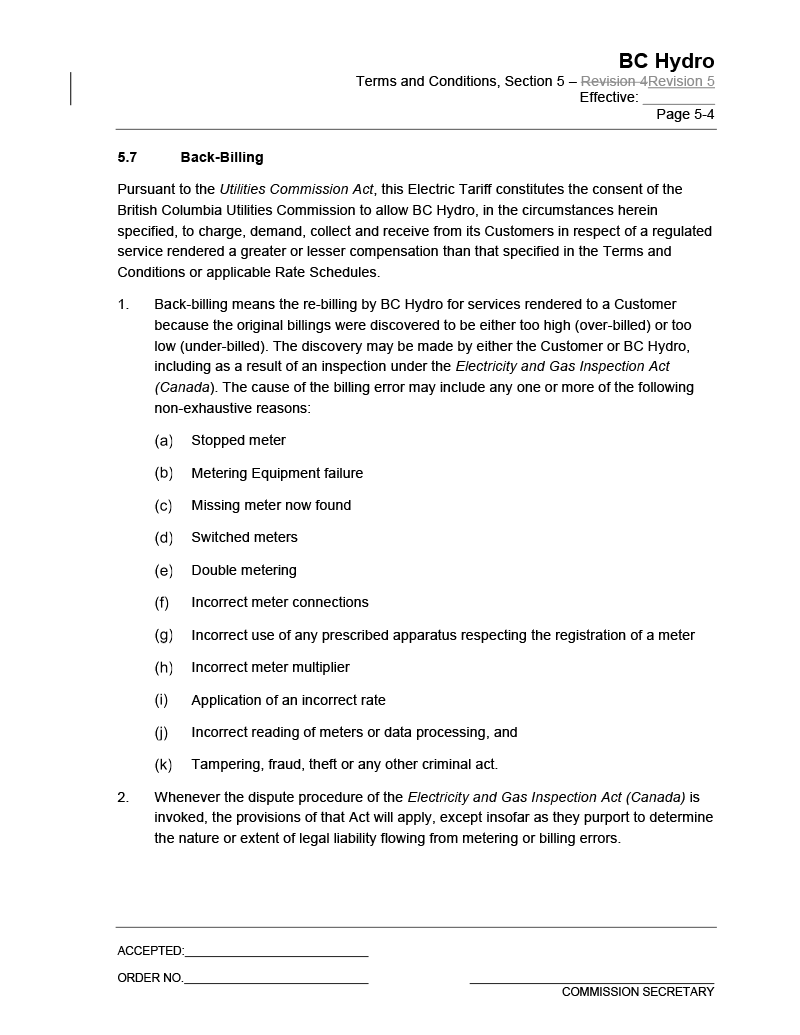 BC Hydro
Terms and Conditions, Section 5 – Revision 4Revision 5
Effective: _________
Page 5-4
5.7 Back-Billing
Pursuant to the Utilities Commission Act, this Electric Tariff constitutes the consent of the
British Columbia Utilities Commission to allow BC Hydro, in the circumstances herein
specified, to charge, demand, collect and receive from its Customers in respect of a regulated
service rendered a greater or lesser compensation than that specified in the Terms and
Conditions or applicable Rate Schedules.
1. Back-billing means the re-billing by BC Hydro for services rendered to a Customer
because the original billings were discovered to be either too high (over-billed) or too
low (under-billed). The discovery may be made by either the Customer or BC Hydro,
including as a result of an inspection under the Electricity and Gas Inspection Act
(Canada). The cause of the billing error may include any one or more of the following
non-exhaustive reasons:
(a) Stopped meter
(b) Metering Equipment failure
(c) Missing meter now found
(d) Switched meters
(e) Double metering
(f) Incorrect meter connections
(g) Incorrect use of any prescribed apparatus respecting the registration of a meter
(h) Incorrect meter multiplier
(i) Application of an incorrect rate
(j) Incorrect reading of meters or data processing, and
(k) Tampering, fraud, theft or any other criminal act.
2. Whenever the dispute procedure of the Electricity and Gas Inspection Act (Canada) is
invoked, the provisions of that Act will apply, except insofar as they purport to determine
the nature or extent of legal liability flowing from metering or billing errors.
ACCEPTED:
ORDER NO.
COMMISSION SECRETARY